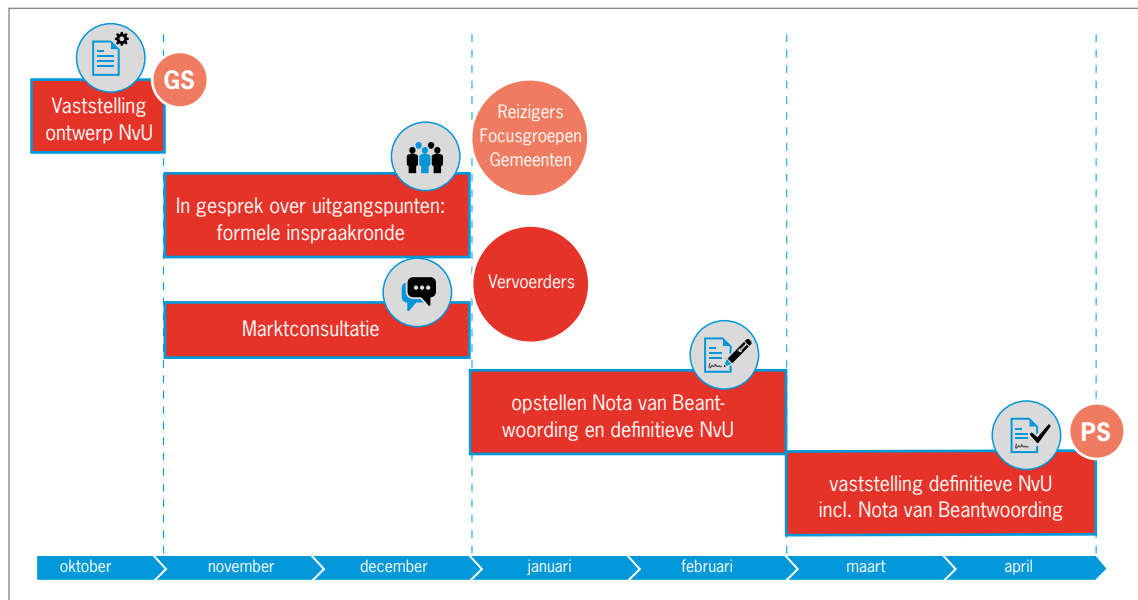 GS
Vaststelling
ontwerp NvU
Reizigers
Focusgroepen
Gemeenten
In gesprek over uitgangspunten:
formele inspraakronde
Vervoerders
Marktconsultatie
opstellen Nota van Beant-
woording en definitieve NvU
PS
vaststelling definitieve NvU
incl. Nota van Beantwoording
oktober
november
december
januari
februari
maart
april